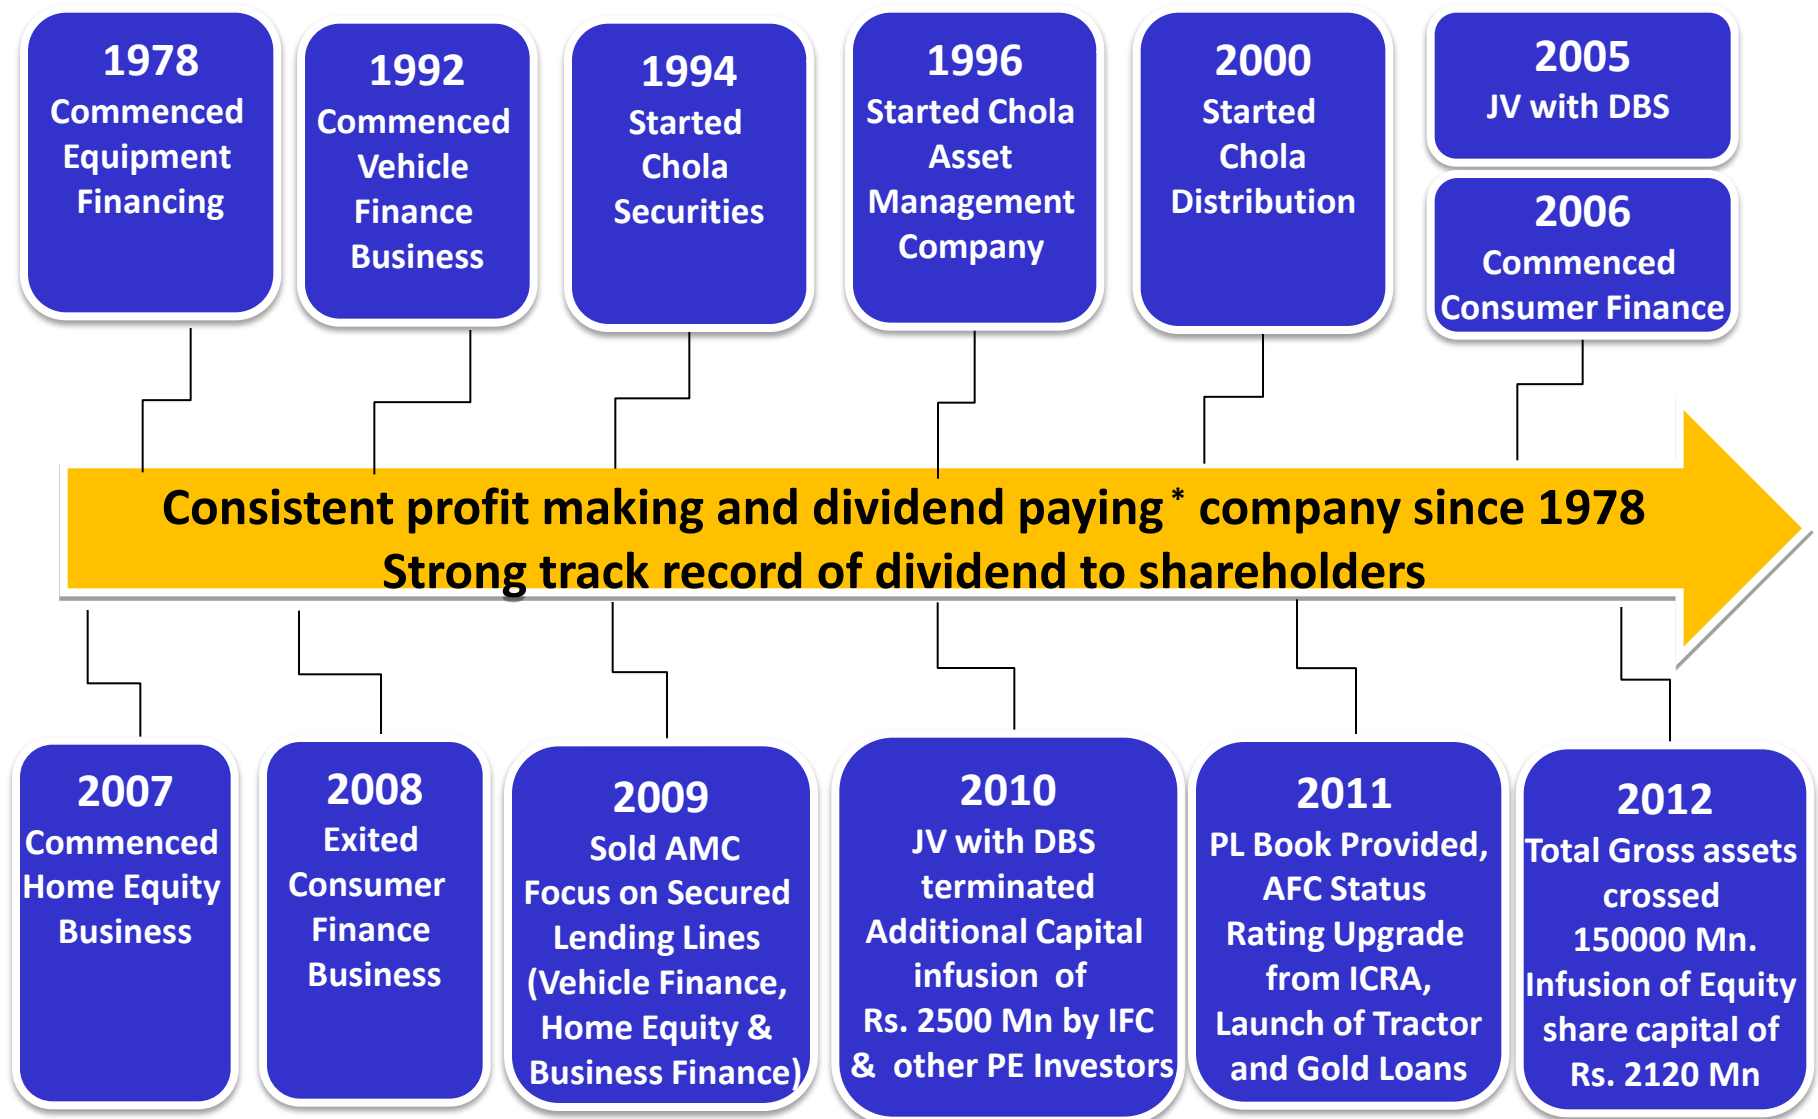 1978
Commenced
Equipment
Financing
1992
Commenced
Vehicle
Finance
Business
1994
Started
Chola
Securities
1996
Started Chola
Asset
Management
Company
2000
Started
Chola
Distribution
2005
JV with DBS
2006
Commenced
Consumer Finance
Consistent profit making and dividend paying* company since 1978
Strong track record of dividend to shareholders
2007
Commenced
Home Equity
Business
2008
Exited
Consumer
Finance
Business
2009
Sold AMC
Focus on Secured
Lending Lines
(Vehicle Finance,
Home Equity &
Business Finance)
2010
JV with DBS
terminated
Additional Capital
infusion of
Rs. 2500 Mn by IFC
& other PE Investors
2011
PL Book Provided,
AFC Status
Rating Upgrade
from ICRA,
Launch of Tractor
and Gold Loans
2012
Total Gross assets
crossed
150000 Mn.
Infusion of Equity
share capital of
Rs. 2120 Mn